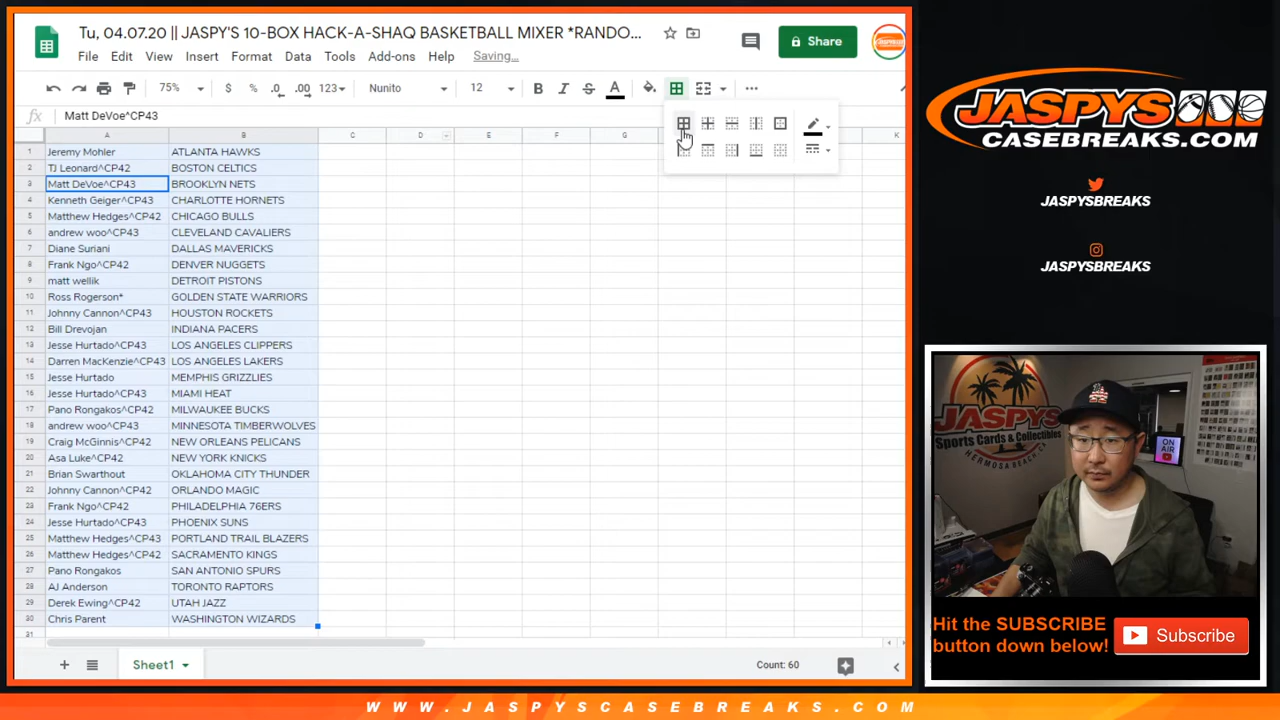 Tu, 04.07.20 || JASPY'S 10-BOX HACK-A-SHAQ BASKETBALL MIXER *RANDO...
File Edit View Insert Format Data Tools Add-ons Help Saving...
Share
75% $ % .0 .00 123 Nunito 12 B I S A
fx Matt DeVoe^CP43
A B C D E F G K
1 Jeremy Mohler ATLANTA HAWKS
2 TJ Leonard^CP42 BOSTON CELTICS
3 Matt DeVoe^CP43 BROOKLYN NETS
4 Kenneth Geiger^CP43 CHARLOTTE HORNETS
5 Matthew Hedges^CP42 CHICAGO BULLS
6 andrew woo^CP43 CLEVELAND CAVALIERS
7 Diane Suriani DALLAS MAVERICKS
8 Frank Ngo^CP42 DENVER NUGGETS
9 matt wellik DETROIT PISTONS
10 Ross Rogerson* GOLDEN STATE WARRIORS
11 Johnny Cannon^CP43 HOUSTON ROCKETS
12 Bill Drevojan INDIANA PACERS
13 Jesse Hurtado^CP43 LOS ANGELES CLIPPERS
14 Darren MacKenzie^CP43 LOS ANGELES LAKERS
15 Jesse Hurtado MEMPHIS GRIZZLIES
16 Jesse Hurtado^CP43 MIAMI HEAT
17 Pano Rongakos^CP42 MILWAUKEE BUCKS
18 andrew woo^CP43 MINNESOTA TIMBERWOLVES
19 Craig McGinnis^CP42 NEW ORLEANS PELICANS
20 Asa Luke^CP42 NEW YORK KNICKS
21 Brian Swarthout OKLAHOMA CITY THUNDER
22 Johnny Cannon^CP42 ORLANDO MAGIC
23 Frank Ngo^CP42 PHILADELPHIA 76ERS
24 Jesse Hurtado^CP43 PHOENIX SUNS
25 Matthew Hedges^CP43 PORTLAND TRAIL BLAZERS
26 Matthew Hedges^CP42 SACRAMENTO KINGS
27 Pano Rongakos SAN ANTONIO SPURS
28 AJ Anderson TORONTO RAPTORS
29 Derek Ewing^CP42 UTAH JAZZ
30 Chris Parent WASHINGTON WIZARDS
31
Sheet1
Count: 60
JASPYS
CASEBREAKS.COM
JASPYSBREAKS
JASPYSBREAKS
JASPYS
Sports Cards & Collectibles
HERMOSA BEACH CA
ON AIR
Hit the SUBSCRIBE
button down below!
Subscribe
WWW.JASPYSCASEBREAKS.COM